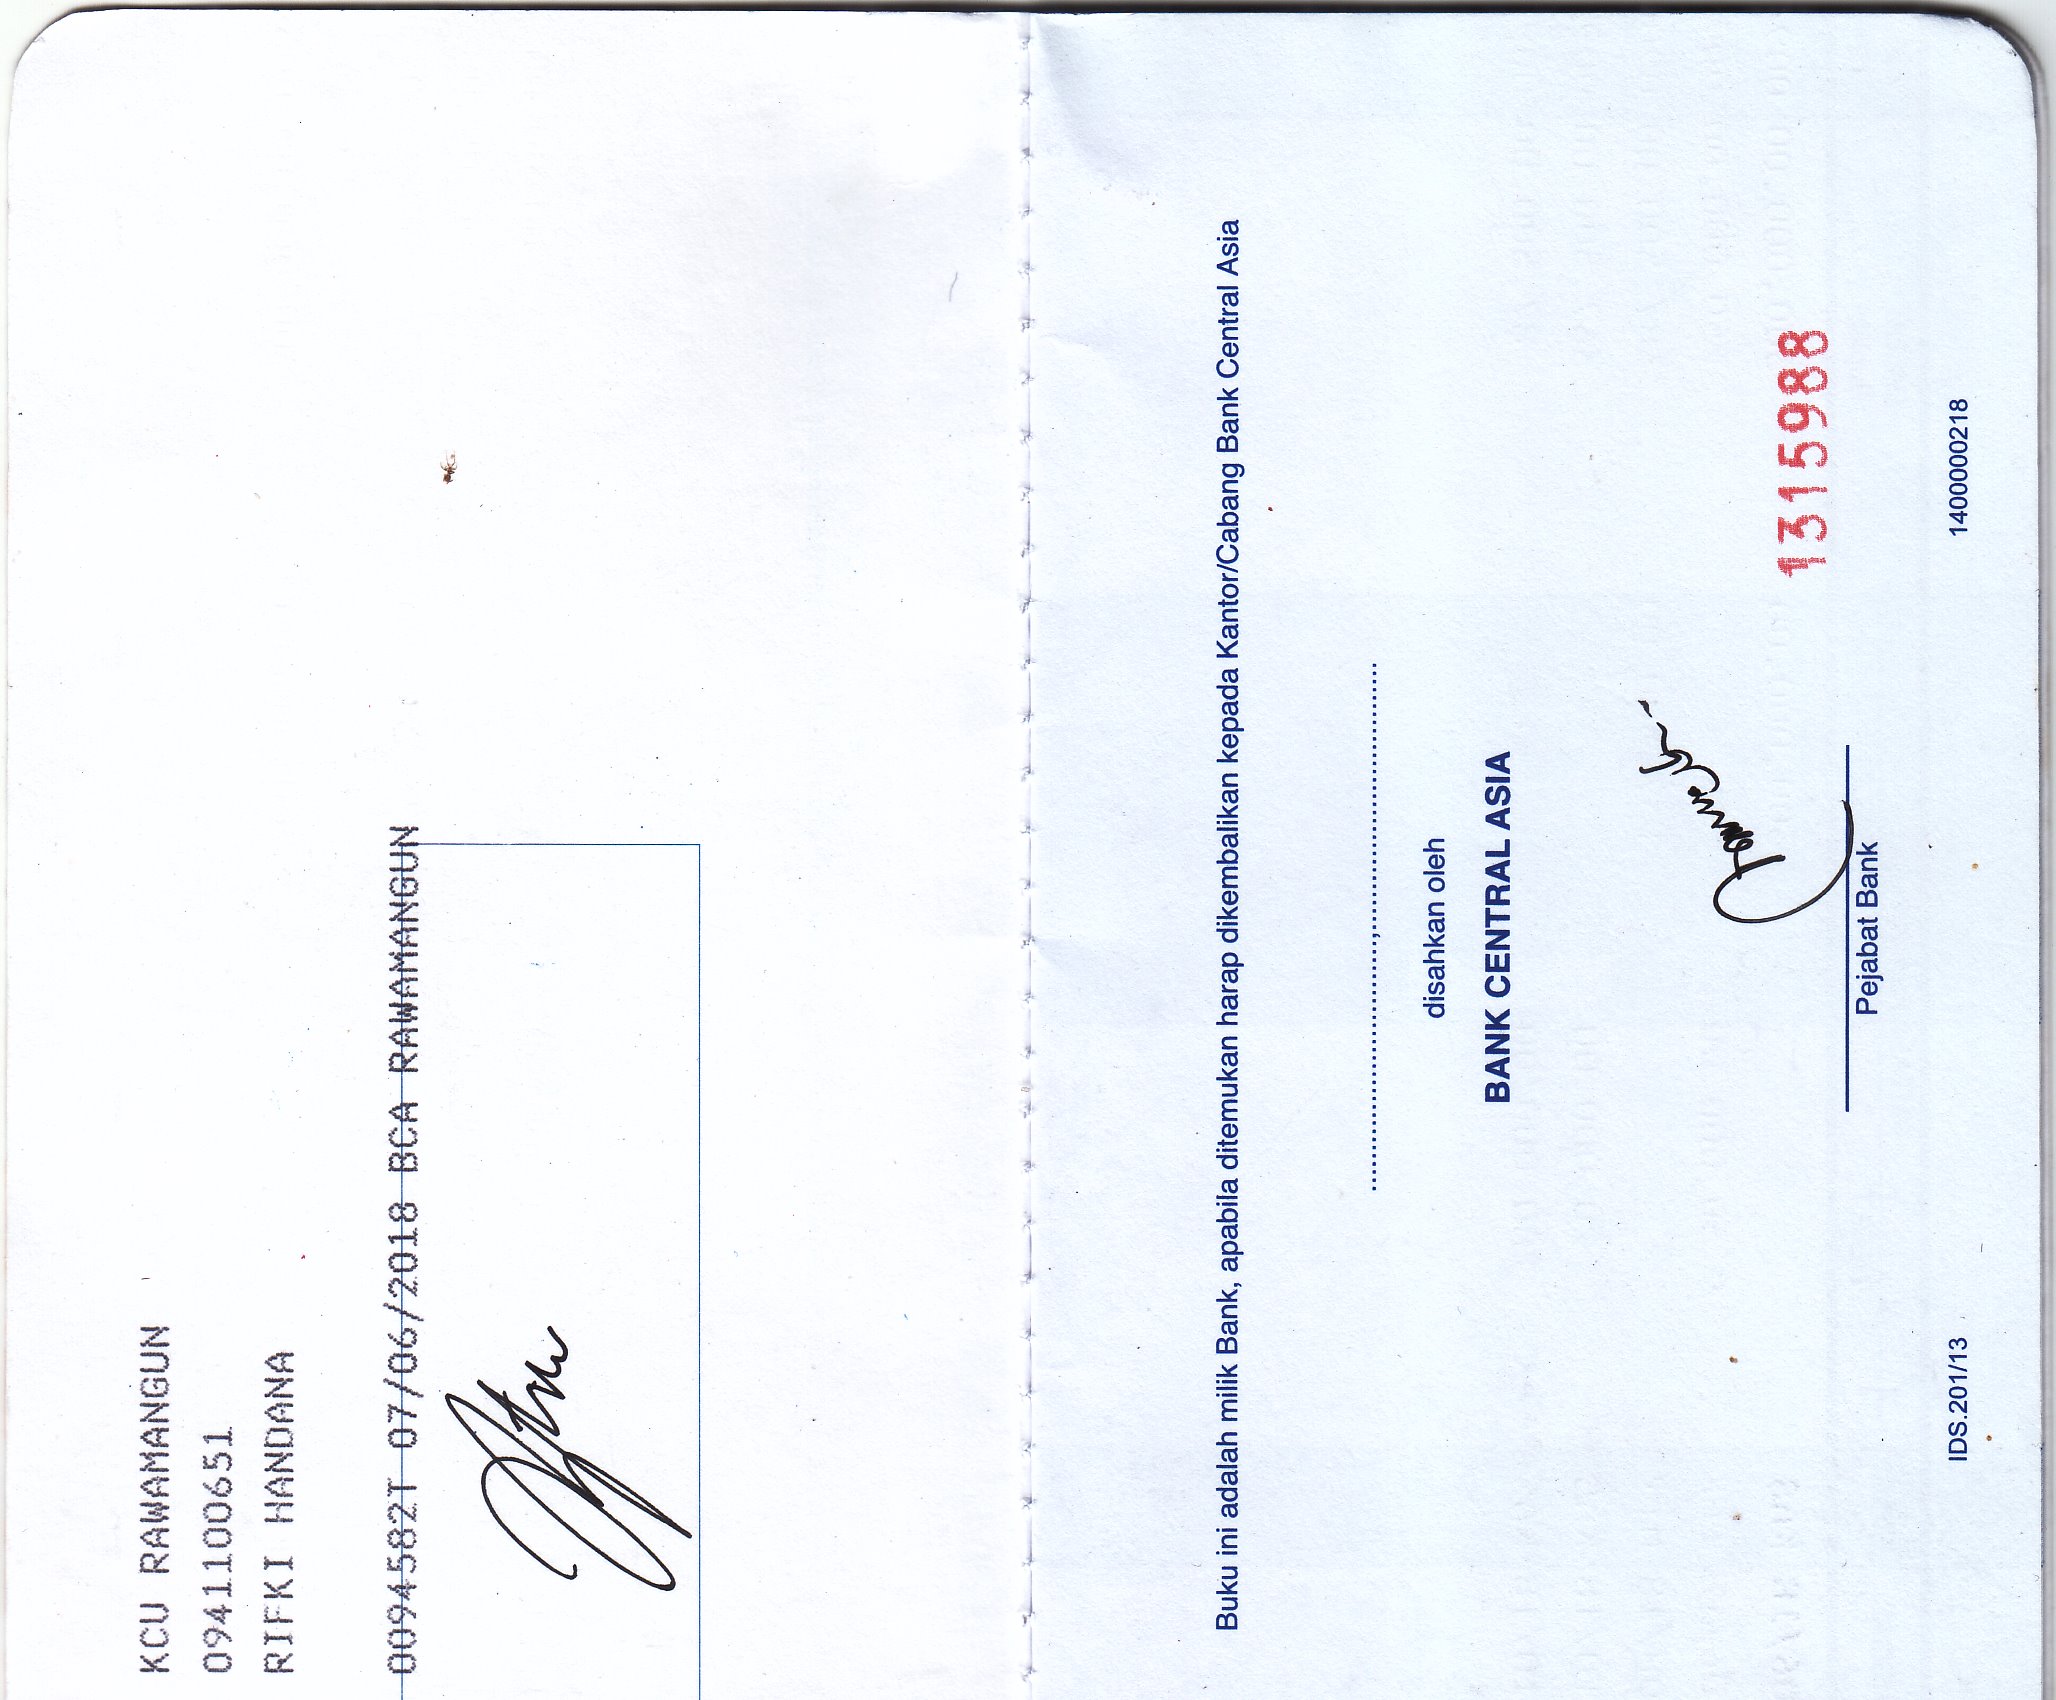 KCU RAWAMANGUN
0941100651
RIFKI HANDANA
0094582T 07/06/2018 BCA RAWAMANGUN
Buku ini adalah milik Bank, apabila ditemukan harap dikembalikan kepada Kantor/Cabang Bank Central Asia
disahkan oleh
BANK CENTRAL ASIA
1315988
Pejabat Bank
IDS.201/13 140000218